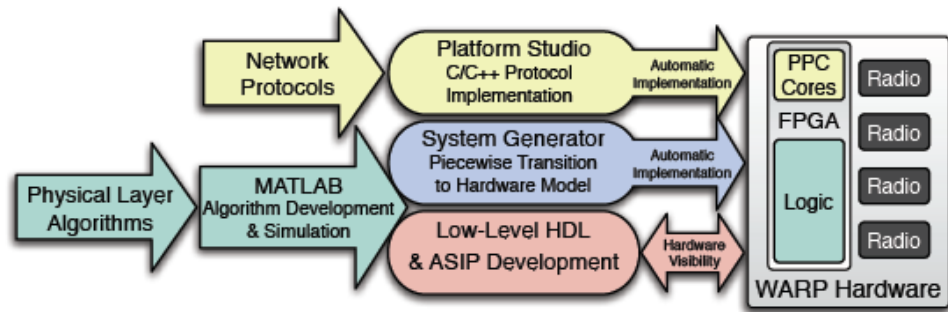 Network
Protocols
Platform Studio
C/C++ Protocol
Implementation
Automatic
Implementation
Physical Layer
Algorithms
MATLAB
Algorithm Development
& Simulation
System Generator
Piecewise Transition
to Hardware Model
Automatic
Implementation
Low-Level HDL
& ASIP Development
Hardware
Visibility
PPC
Cores
FPGA
Logic
Radio
Radio
Radio
Radio
WARP Hardware